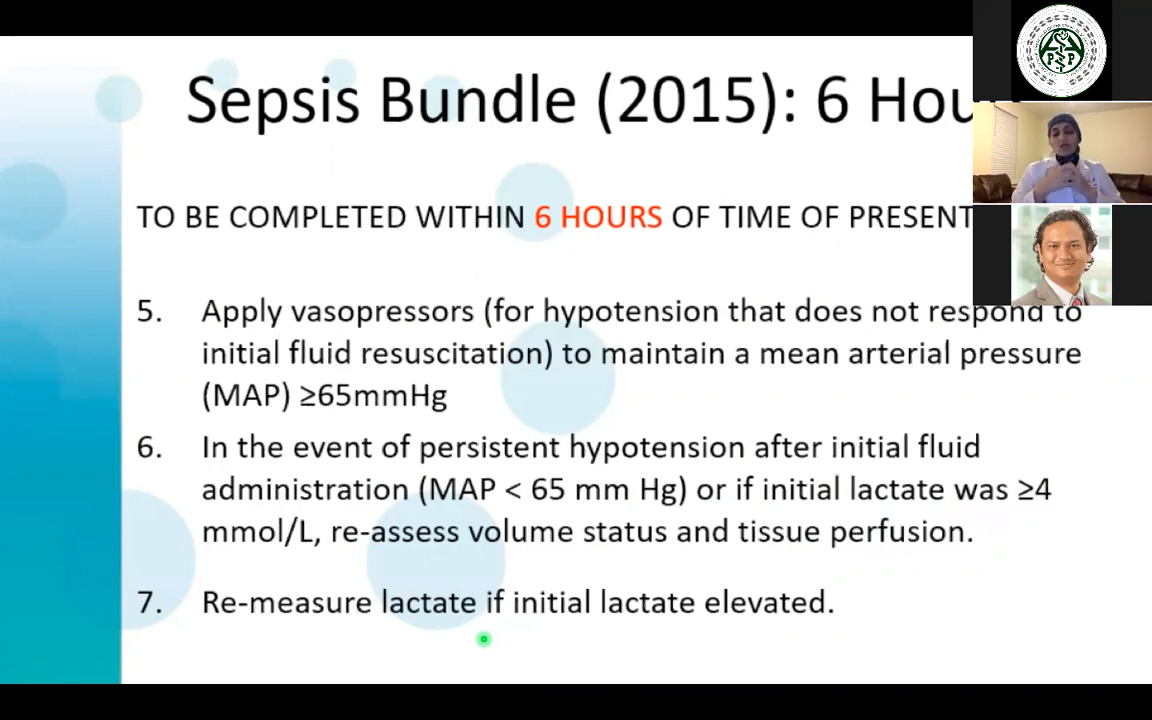 Sepsis Bundle (2015): 6 Hou
TO BE COMPLETED WITHIN 6 HOURS OF TIME OF PRESENT
5. Apply vasopressors (for hypotension that does not respond to
initial fluid resuscitation) to maintain a mean arterial pressure
(MAP) ≥65mmHg
6. In the event of persistent hypotension after initial fluid
administration (MAP < 65 mm Hg) or if initial lactate was ≥4
mmol/L, re-assess volume status and tissue perfusion.
7. Re-measure lactate if initial lactate elevated.